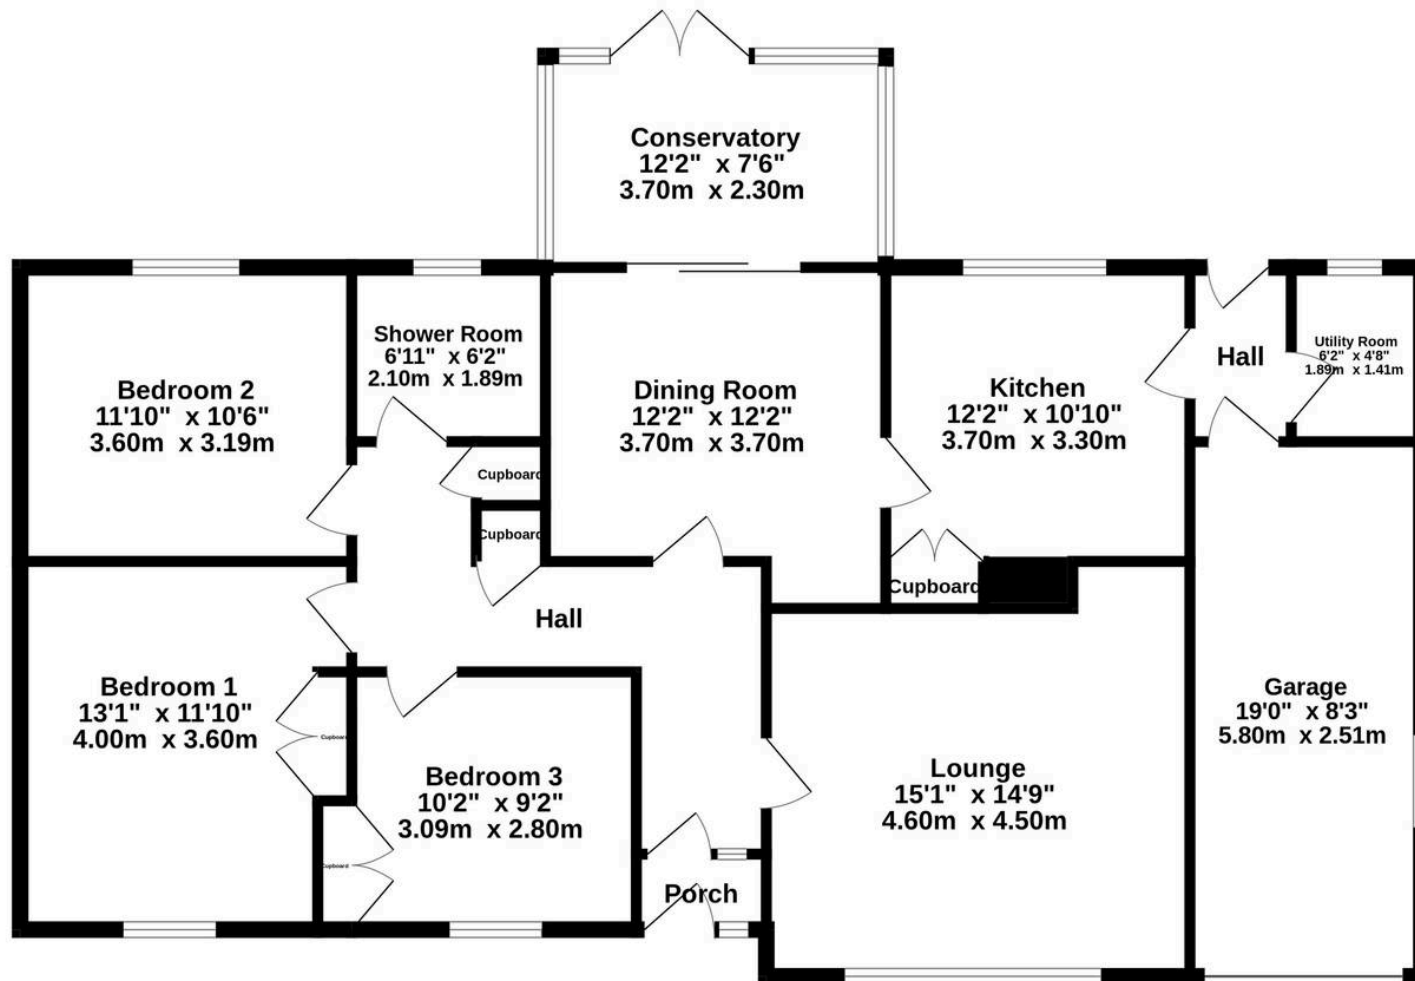 Conservatory
12'2" x 7'6"
3.70m x 2.30m
Shower Room
6'11" x 6'2"
2.10m x 1.89m
Bedroom 2
11'10" x 10'6"
3.60m x 3.19m
Dining Room
12'2" x 12'2"
3.70m x 3.70m
Kitchen
12'2" x 10'10"
3.70m x 3.30m
Hall
Utility Room
6'2" x 4'8"
1.89m x 1.41m
Cupboard
Cupboard
Cupboard
Hall
Bedroom 1
13'1" x 11'10"
4.00m x 3.60m
Cupboard
Bedroom 3
10'2" x 9'2"
3.09m x 2.80m
Cupboard
Lounge
15'1" x 14'9"
4.60m x 4.50m
Garage
19'0" x 8'3"
5.80m x 2.51m
Porch